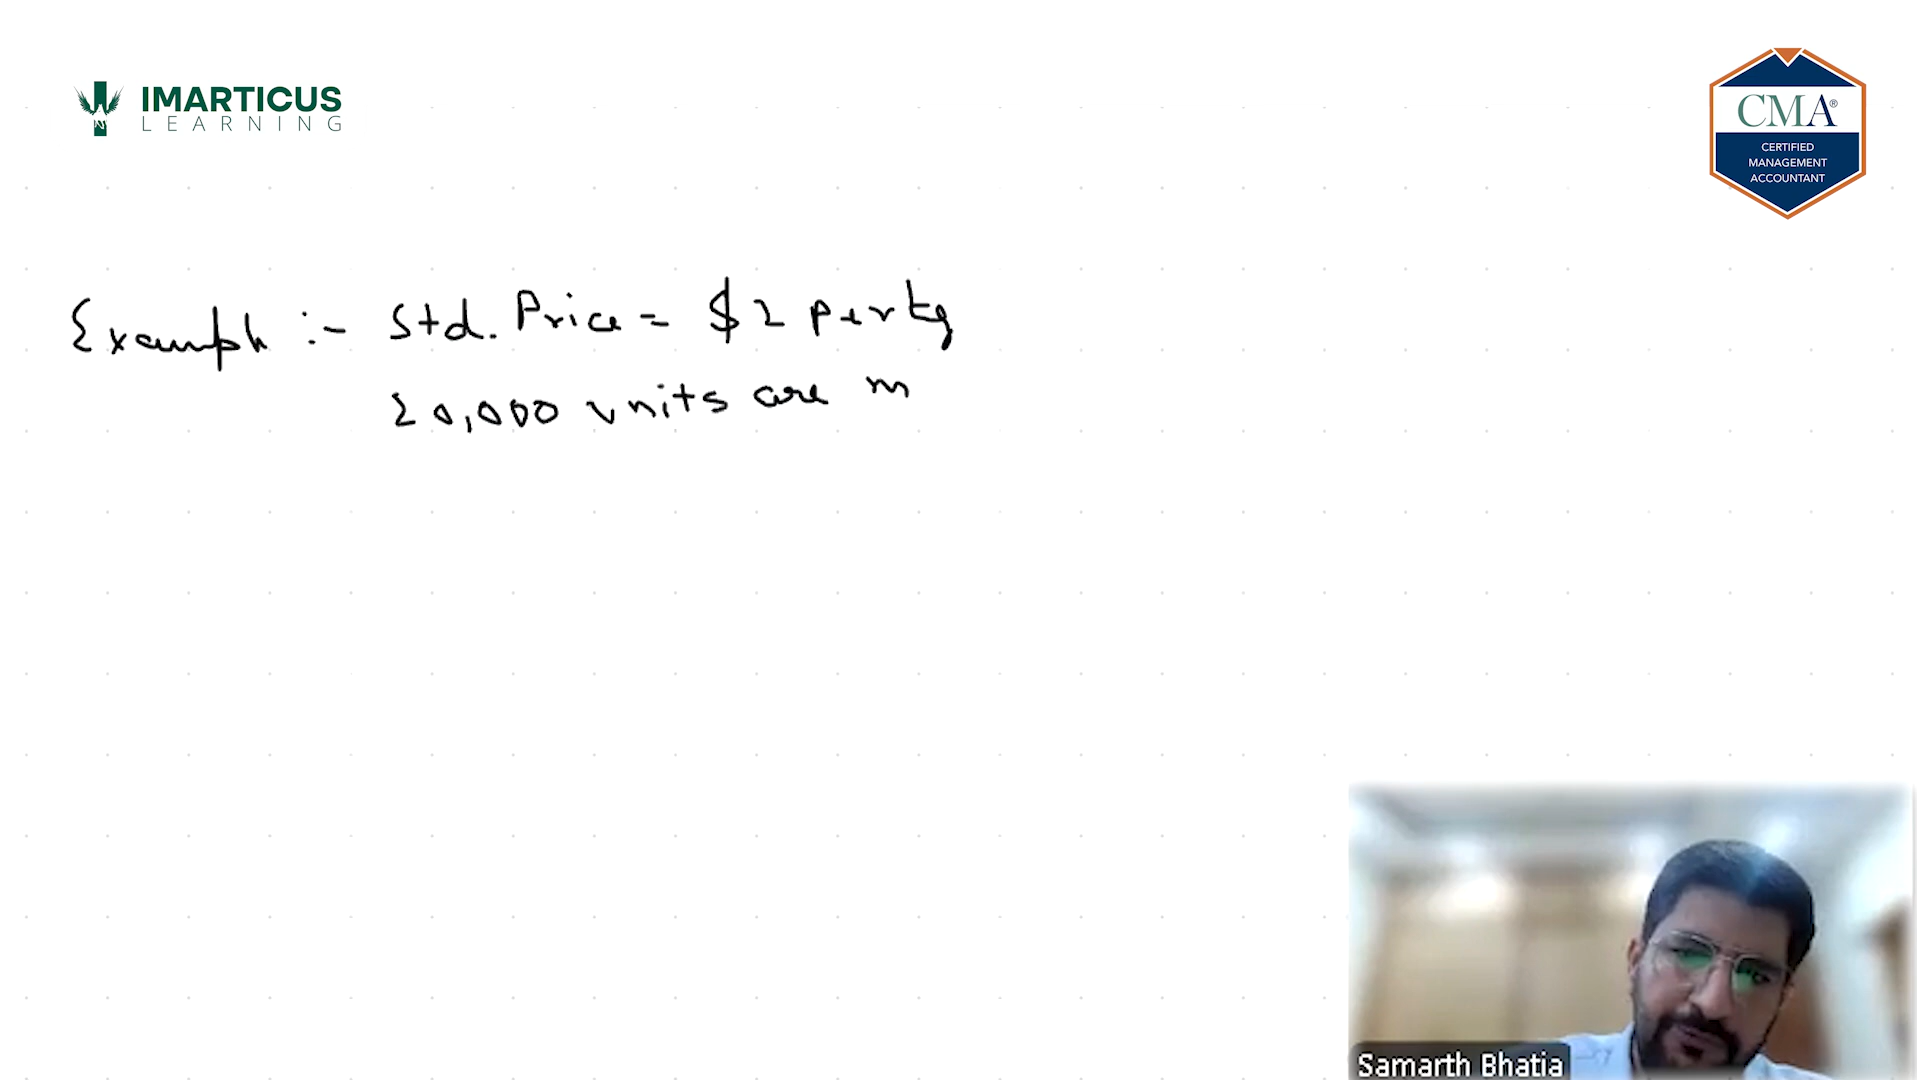 IMARTICUS
LEARNING
CMA®
CERTIFIED
MANAGEMENT
ACCOUNTANT
Example :- Std. Price = $2 per kg
20,000 units are m
Samarth Bhatia